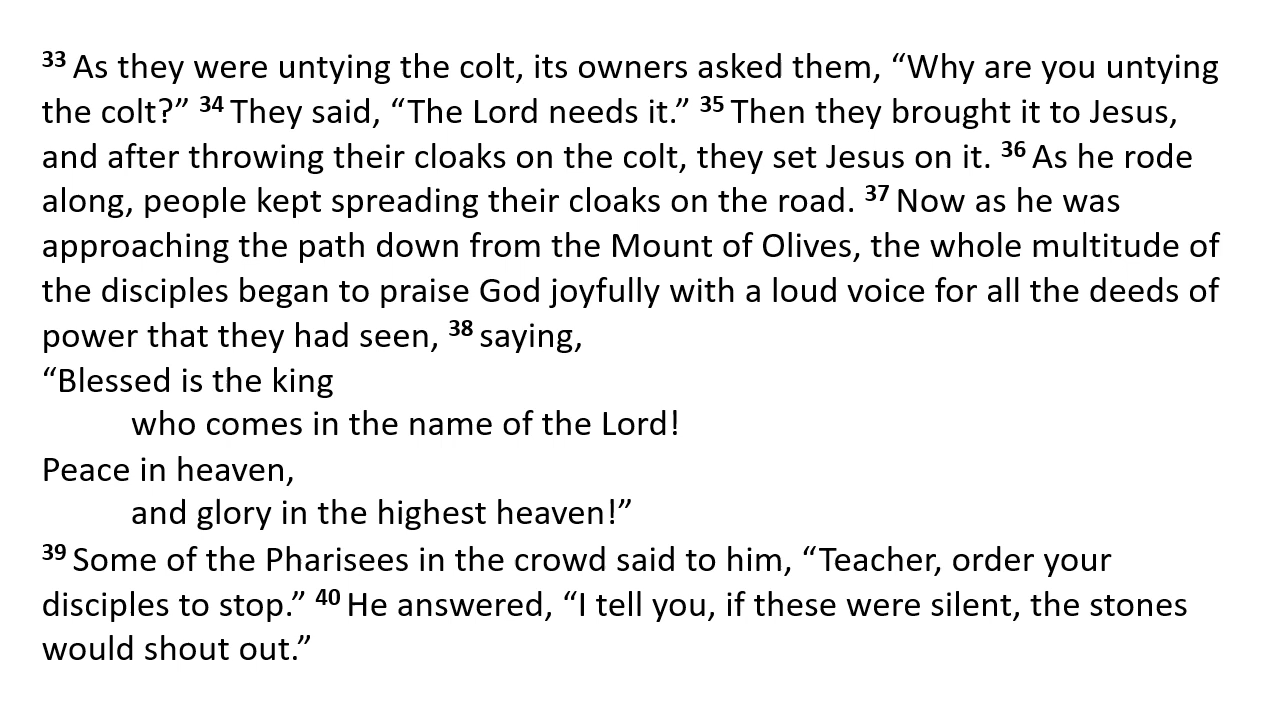 33 As they were untying the colt, its owners asked them, “Why are you untying
the colt?” 34 They said, “The Lord needs it.” 35 Then they brought it to Jesus,
and after throwing their cloaks on the colt, they set Jesus on it. 36 As he rode
along, people kept spreading their cloaks on the road. 37 Now as he was
approaching the path down from the Mount of Olives, the whole multitude of
the disciples began to praise God joyfully with a loud voice for all the deeds of
power that they had seen, 38 saying,
“Blessed is the king
who comes in the name of the Lord!
Peace in heaven,
and glory in the highest heaven!”
39 Some of the Pharisees in the crowd said to him, “Teacher, order your
disciples to stop.” 40 He answered, “I tell you, if these were silent, the stones
would shout out.”